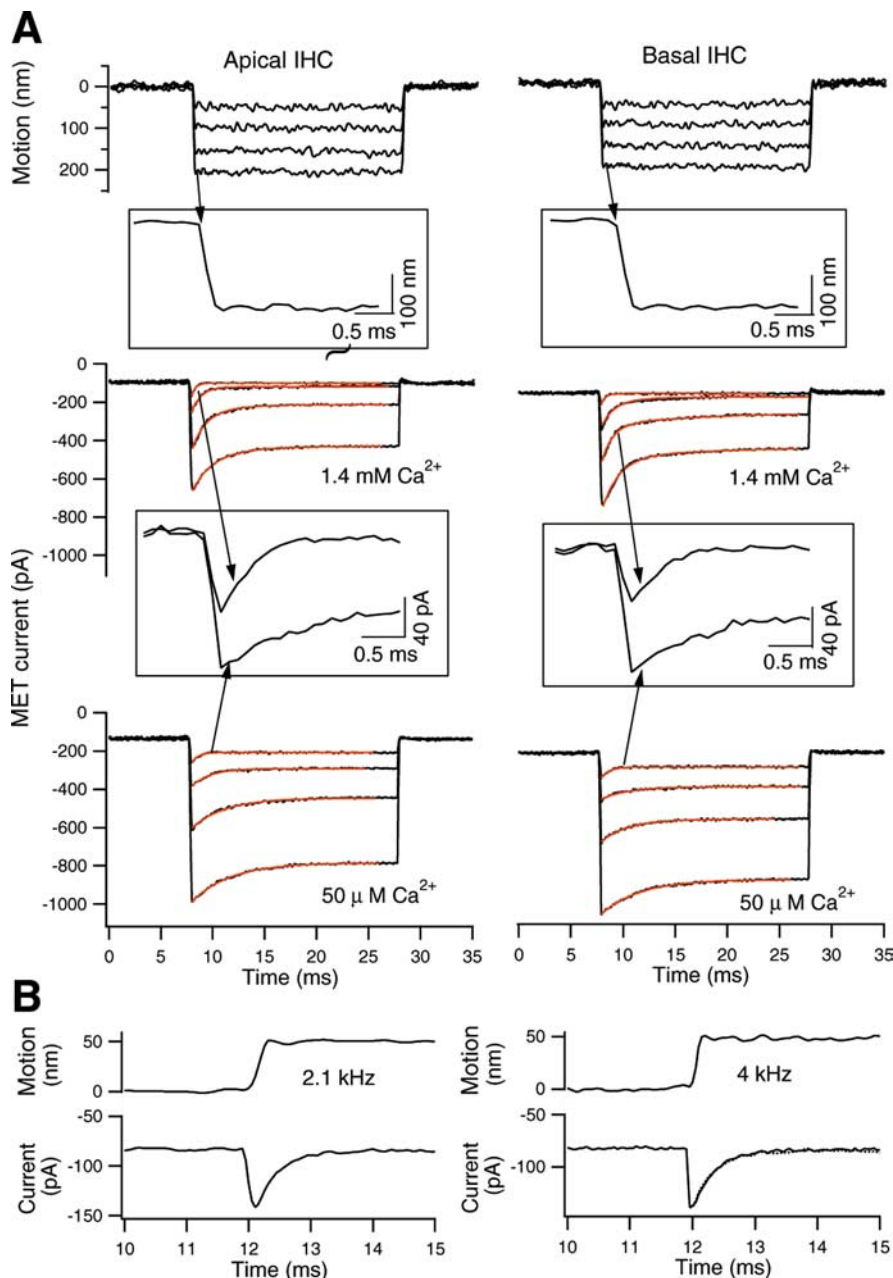 A
Apical IHC
Basal IHC
Motion (nm)
0
100
200
100 nm
0.5 ms
100 nm
0.5 ms
MET current (pA)
0
-200
-400
-600
-800
-1000
1.4 mM Ca2+
1.4 mM Ca2+
40 pA
0.5 ms
40 pA
0.5 ms
0
-200
-400
-600
-800
-1000
50 μ M Ca2+
50 μ M Ca2+
0 5 10 15 20 25 30 35
Time (ms)
0 5 10 15 20 25 30 35
Time (ms)
B
Motion
(nm)
50
0
2.1 kHz
Motion
(nm)
50
0
4 kHz
Current
(pA)
-50
-100
-150
10 11 12 13 14 15
Time (ms)
Current
(pA)
-50
-100
10 11 12 13 14 15
Time (ms)